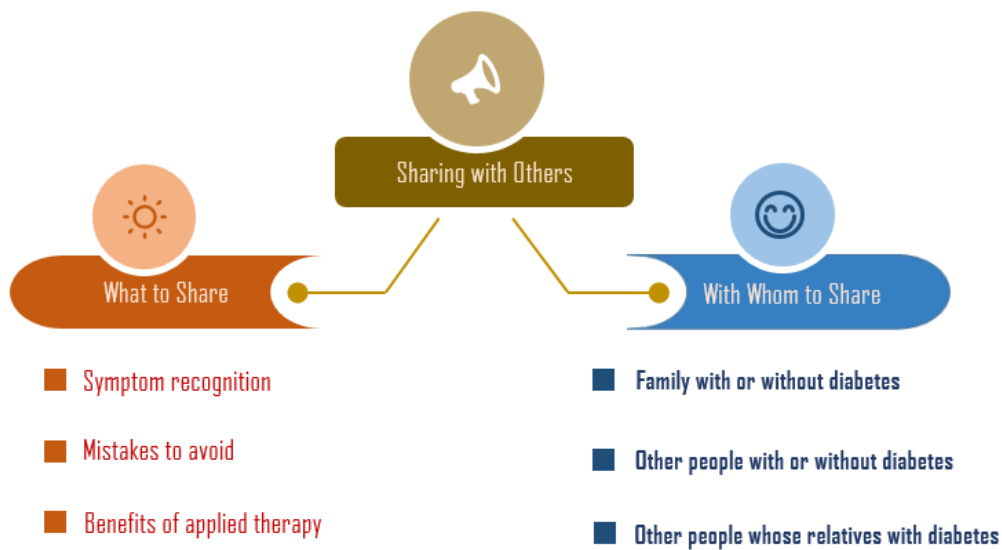 Sharing with Others
What to Share
Symptom recognition
Mistakes to avoid
Benefits of applied therapy
With Whom to Share
Family with or without diabetes
Other people with or without diabetes
Other people whose relatives with diabetes